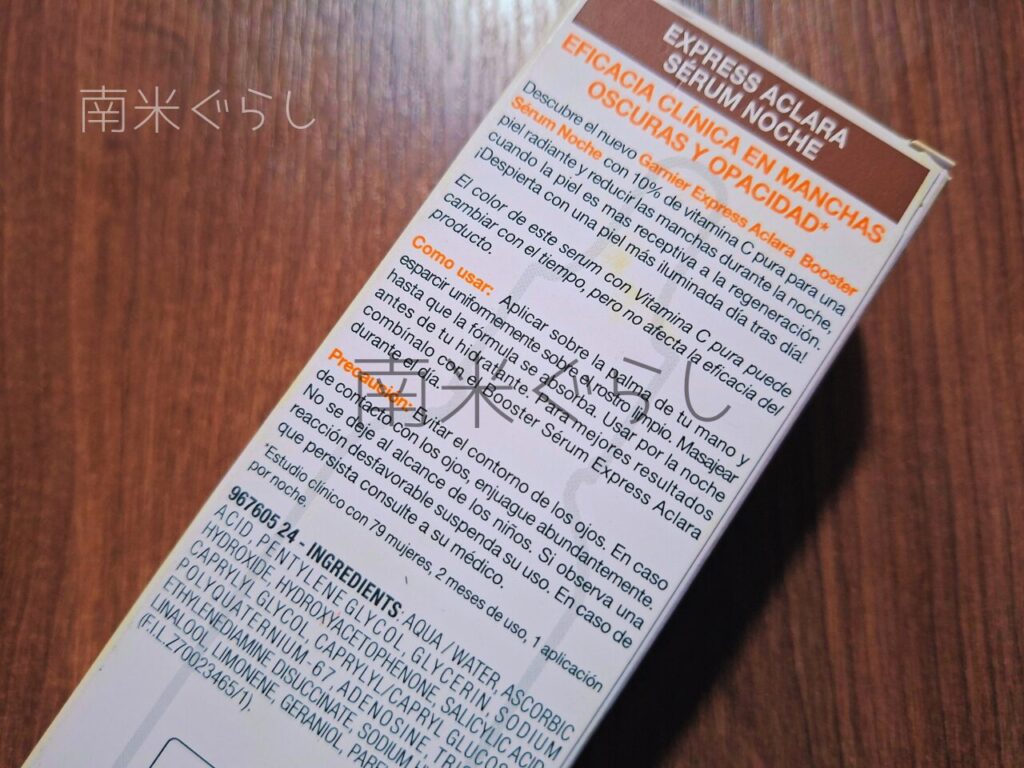 南米ぐらし
EXPRESS ACLARA
SÉRUM NOCHE
EFICACIA CLÍNICA EN MANCHAS
OSCURAS Y OPACIDAD*
Descubre el nuevo Garnier Express Aclara Booster
Sérum Noche con 10% de vitamina C pura para una
piel radiante y reducir las manchas durante la noche,
cuando la piel es mas receptiva a la regeneración.
¡Despierta con una piel más iluminada, día tras día!
El color de este serum con Vitamina C pura puede
cambiar con el tiempo, pero no afecta la eficacia del
producto.
Como usar: Aplicar sobre la palma de tu mano y
esparcir uniformemente sobre el rostro limpio. Masajear
hasta que la fórmula se absorba. Usar por la noche
antes de tu hidratante. Para mejores resultados
combínalo con el Booster Sérum Express Aclara
durante el día.
南米ぐらし
Precaución: Evitar el contorno de los ojos. En caso
de contacto con los ojos, enjuague abundantemente.
No se deje al alcance de los niños. Si observa una
reacción desfavorable suspenda su uso. En caso de
que persista consulte a su médico.
*Estudio clínico con 79 mujeres, 2 meses de uso, 1 aplicación
por noche.
967605 24 - INGREDIENTS: AQUA / WATER, ASCORBIC
ACID, PENTYLENE GLYCOL, GLYCERIN, SODIUM
HYDROXIDE, HYDROXYACETOPHENONE, SALICYLIC ACID,
CAPRYLYL GLYCOL, CAPRYLYL/CAPRYL
POLYQUATERNIUM-67, ADENOSINE,
ETHYLENEDIAMINE DISUCCINATE, SODIUM
LINALOOL, LIMONENE, GERANIOL,
(F.I.L. Z70023465/1).